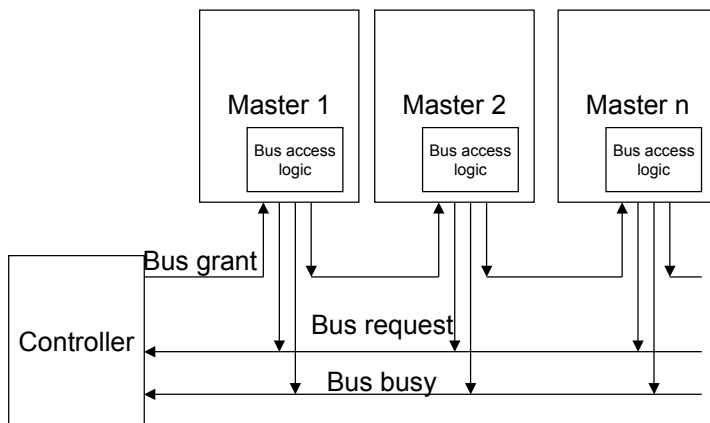 Master 1
Master 2
Master n
Bus access
logic
Bus access
logic
Bus access
logic
Bus grant
Controller
Bus request
Bus busy